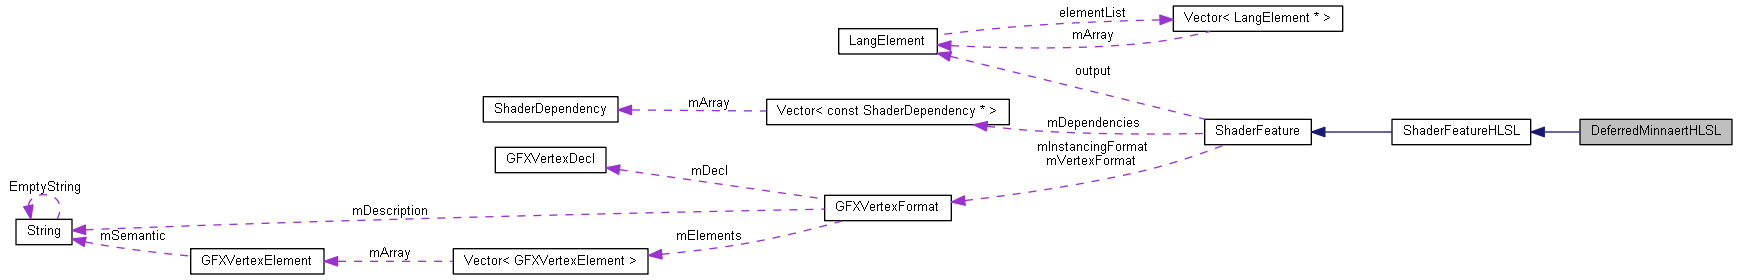 elementList
Vector< LangElement * >
mArray
LangElement
output
ShaderDependency
mArray
Vector< const ShaderDependency * >
mDependencies
ShaderFeature
ShaderFeatureHLSL
DeferredMinnaertHLSL
mInstancingFormat
mVertexFormat
GFXVertexDecl
mDecl
EmptyString
GFXVertexFormat
mDescription
String
mSemantic
mElements
GFXVertexElement
mArray
Vector< GFXVertexElement >